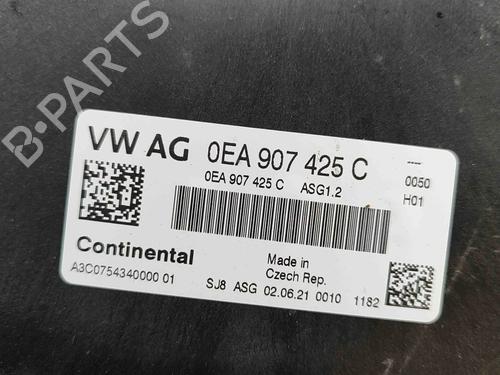 B-PARTS
VW AG 0EA 907 425 C ---
0EA 907 425 C ASG1.2 0050
H01
Continental Made in
Czech Rep.
A3C0754340000 01
SJ8 ASG 02.06.21 0010 1182